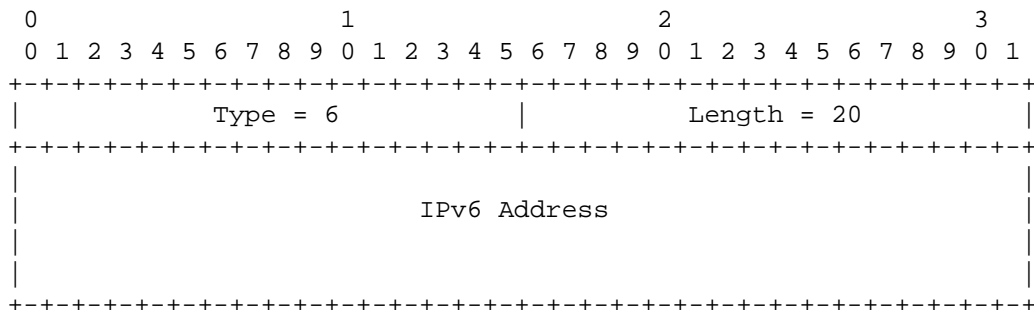 0                   1                   2                   3
 0 1 2 3 4 5 6 7 8 9 0 1 2 3 4 5 6 7 8 9 0 1 2 3 4 5 6 7 8 9 0 1
+-+-+-+-+-+-+-+-+-+-+-+-+-+-+-+-+-+-+-+-+-+-+-+-+-+-+-+-+-+-+-+-+
|            Type = 6           |          Length = 20          |
+-+-+-+-+-+-+-+-+-+-+-+-+-+-+-+-+-+-+-+-+-+-+-+-+-+-+-+-+-+-+-+-+
|                                                               |
|                         IPv6 Address                          |
|                                                               |
|                                                               |
+-+-+-+-+-+-+-+-+-+-+-+-+-+-+-+-+-+-+-+-+-+-+-+-+-+-+-+-+-+-+-+-+